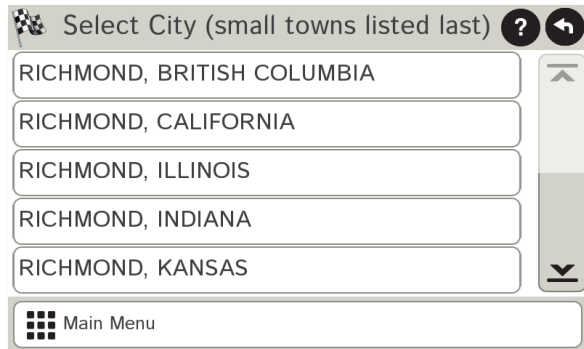 Select City (small towns listed last) ?
RICHMOND, BRITISH COLUMBIA
RICHMOND, CALIFORNIA
RICHMOND, ILLINOIS
RICHMOND, INDIANA
RICHMOND, KANSAS
Main Menu